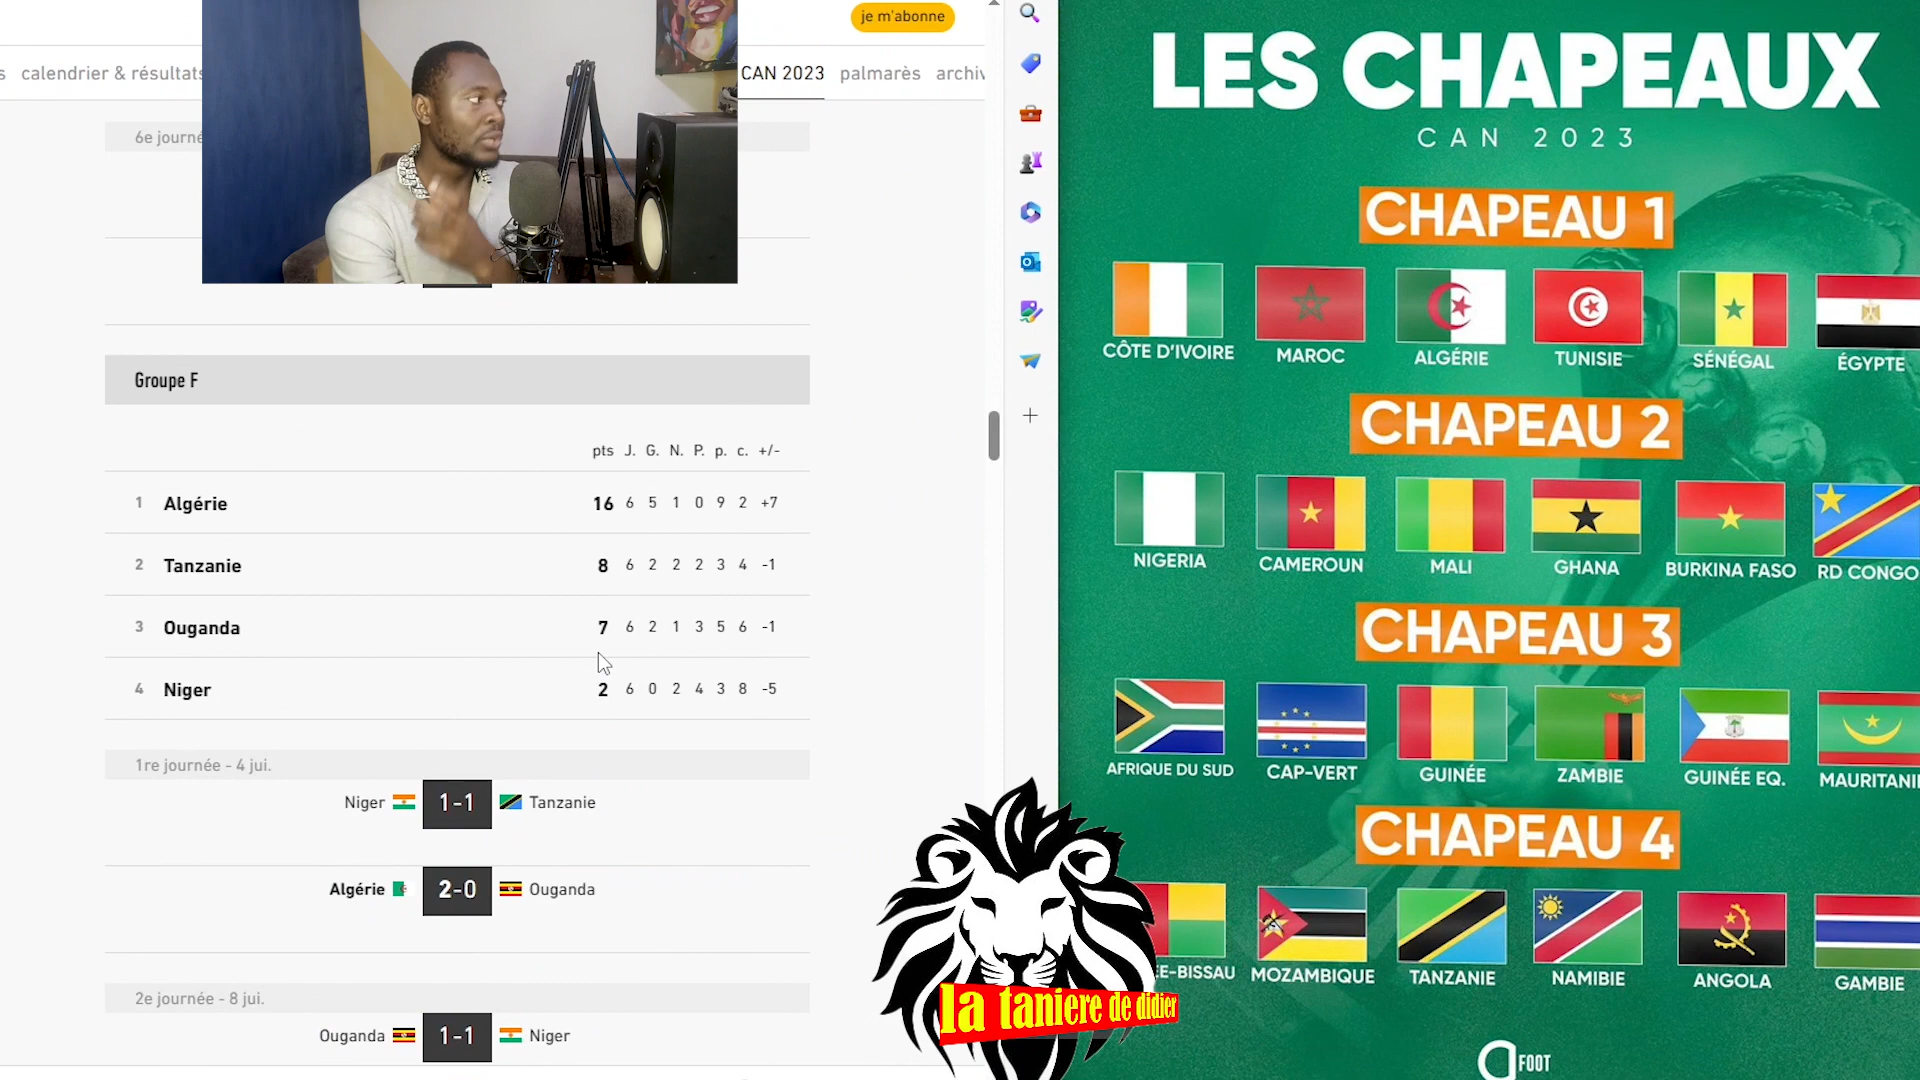 je m'abonne
s calendrier & résultats CAN 2023 palmarès archiv
6e journé
Groupe F
pts J. G. N. P. p. c. +/-
1 Algérie 16 6 5 1 0 9 2 +7
2 Tanzanie 8 6 2 2 2 3 4 -1
3 Ouganda 7 6 2 1 3 5 6 -1
4 Niger 2 6 0 2 4 3 8 -5
1re journée - 4 jui.
Niger 1-1 Tanzanie
Algérie 2-0 Ouganda
2e journée - 8 jui.
Ouganda 1-1 Niger
LES CHAPEAUX
CAN 2023
CHAPEAU 1
CÔTE D'IVOIRE MAROC ALGÉRIE TUNISIE SÉNÉGAL ÉGYPTE
CHAPEAU 2
NIGERIA CAMEROUN MALI GHANA BURKINA FASO RD CONGO
CHAPEAU 3
AFRIQUE DU SUD CAP-VERT GUINÉE ZAMBIE GUINÉE EQ. MAURITANI
CHAPEAU 4
E-BISSAU MOZAMBIQUE TANZANIE NAMIBIE ANGOLA GAMBIE
la taniere de didier
FOOT